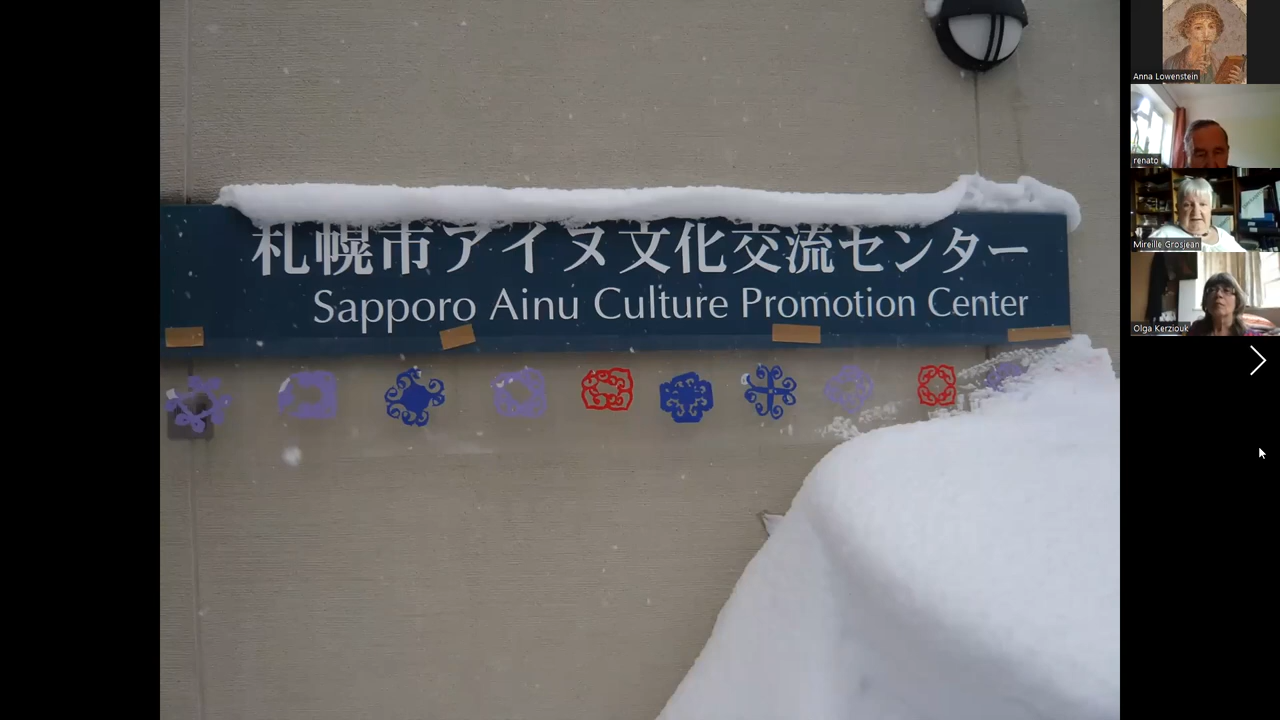 札幌市アイヌ文化交流センター
Sapporo Ainu Culture Promotion Center
Anna Lowenstein
renato
Mireille Grosjean
Olga Kerziouk